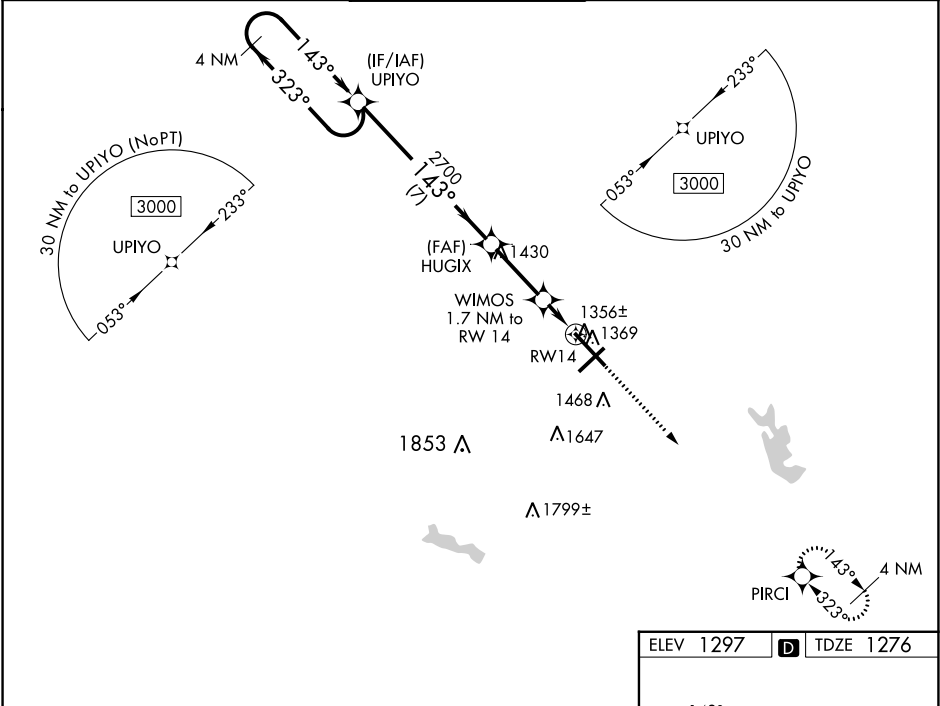 4 NM
143°
323°
(IF/IAF)
UPIYO
2700
143°
(7)
30 NM to UPIYO (NoPT)
3000
UPIYO
233°
053°
233°
UPIYO
3000
053°
30 NM to UPIYO
(FAF)
HUGIX
1430
WIMOS
1.7 NM to
RW 14
1356±
1369
RW14
1468
1647
1853
1799±
PIRCI
143°
323°
4 NM
ELEV 1297 D TDZE 1276